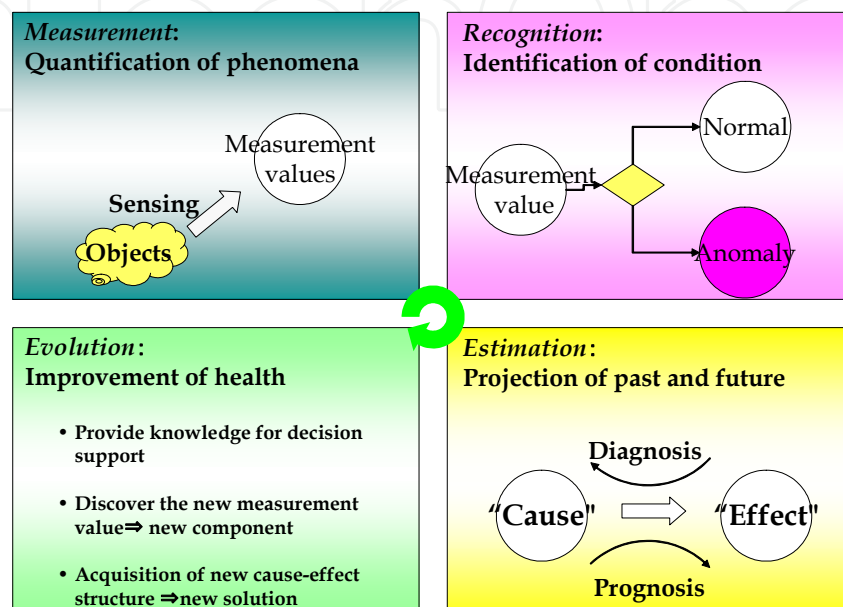 Measurement:
Quantification of phenomena
Measurement
values
Sensing
Objects
Recognition:
Identification of condition
Measurement
value
Normal
Anomaly
Evolution:
Improvement of health
• Provide knowledge for decision
support
• Discover the new measurement
value⇒ new component
• Acquisition of new cause-effect
structure ⇒new solution
Estimation:
Projection of past and future
Diagnosis
“Cause"
“Effect"
Prognosis